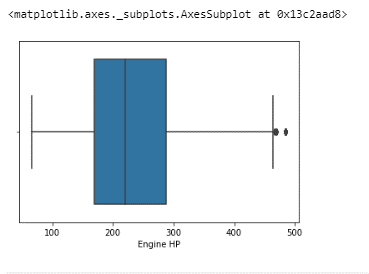 <matplotlib.axes._subplots.AxesSubplot at 0x13c2aad8>
100 200 300 400 500
Engine HP